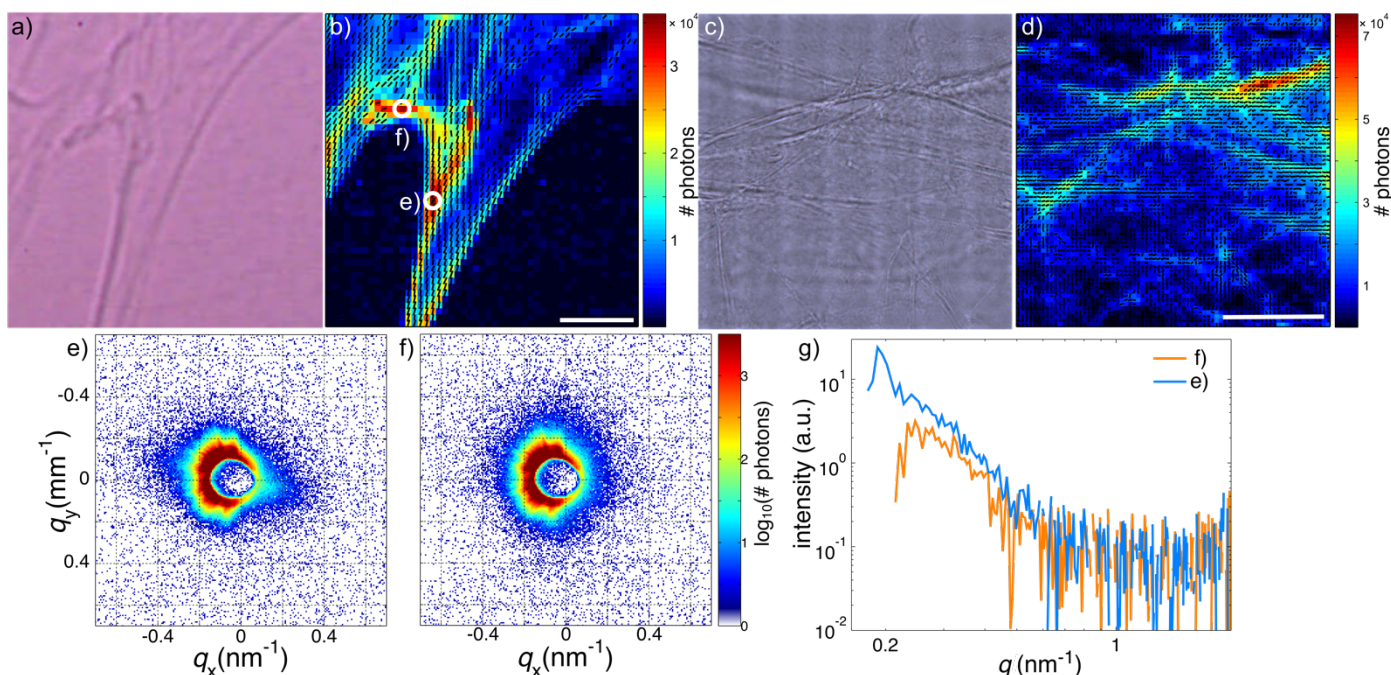 a)
b)
f)
e)
× 10⁴
3
2
1
# photons
c)
d)
× 10⁴
7
5
3
1
# photons
e)
-0.4
0
0.4
q_y(mm⁻¹)
-0.4
0
0.4
q_x(nm⁻¹)
f)
-0.4
0
0.4
q_x(nm⁻¹)
3
2
1
0
log₁₀(# photons)
g)
f)
e)
10¹
10⁰
10⁻¹
10⁻²
intensity (a.u.)
0.2
1
q (nm⁻¹)